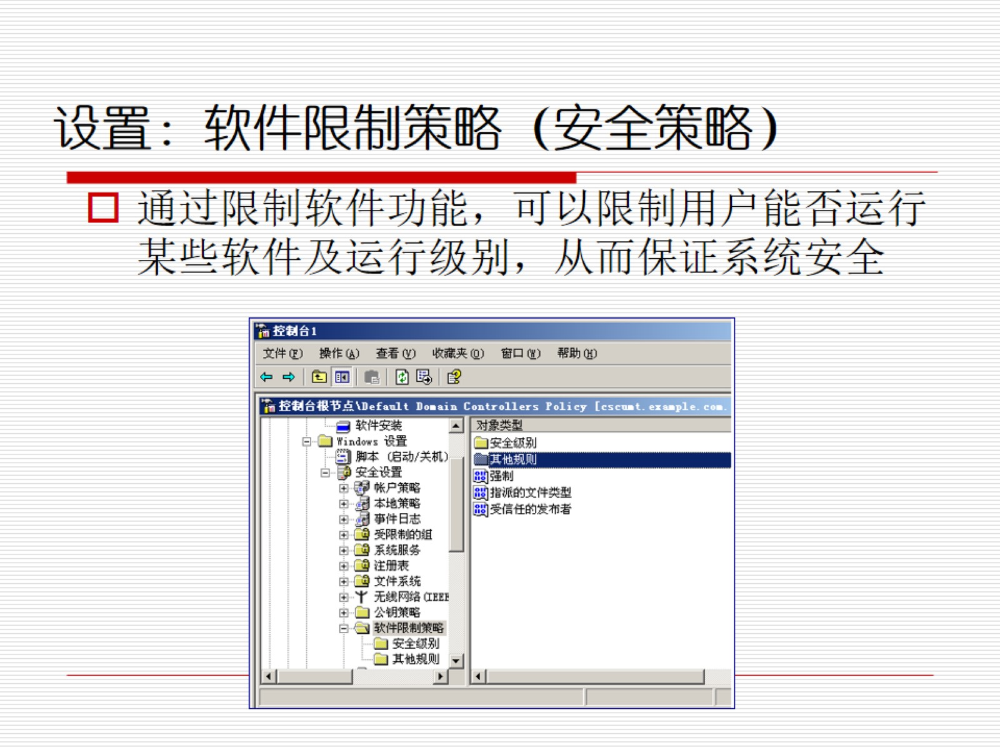 设置：软件限制策略（安全策略）
通过限制软件功能，可以限制用户能否运行
某些软件及运行级别，从而保证系统安全
控制台1
文件(F) 操作(A) 查看(V) 收藏夹(O) 窗口(W) 帮助(H)
控制台根节点\Default Domain Controllers Policy [cscumt.example.com.
软件安装
Windows 设置
脚本 (启动/关机)
安全设置
帐户策略
本地策略
事件日志
受限制的组
系统服务
注册表
文件系统
无线网络(IEEE
公钥策略
软件限制策略
安全级别
其他规则
对象类型
安全级别
其他规则
强制
指派的文件类型
受信任的发布者